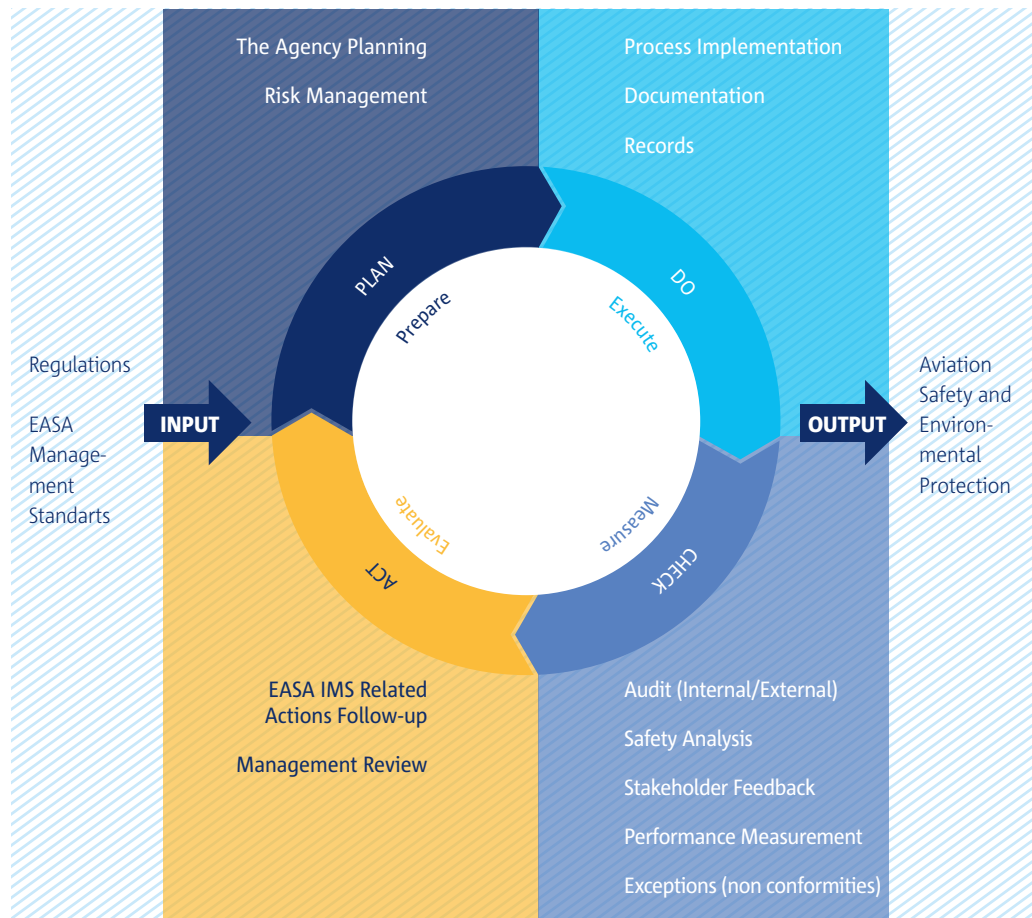 The Agency Planning
Risk Management
Process Implementation
Documentation
Records
PLAN
Prepare
DO
Execute
Regulations
EASA
Manage-
ment
Standarts
INPUT
OUTPUT
Aviation
Safety and
Environ-
mental
Protection
Evaluate
ACT
Measure
CHECK
EASA IMS Related
Actions Follow-up
Management Review
Audit (Internal/External)
Safety Analysis
Stakeholder Feedback
Performance Measurement
Exceptions (non conformities)